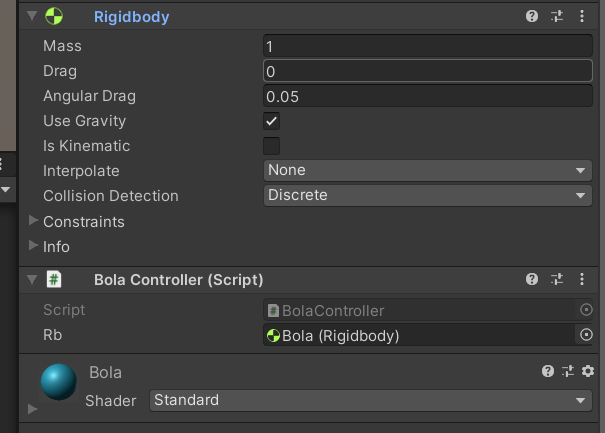 Rigidbody
Mass 1
Drag 0
Angular Drag 0.05
Use Gravity
Is Kinematic
Interpolate None
Collision Detection Discrete
Constraints
Info
# Bola Controller (Script)
Script # BolaController
Rb Bola (Rigidbody)
Bola
Shader Standard